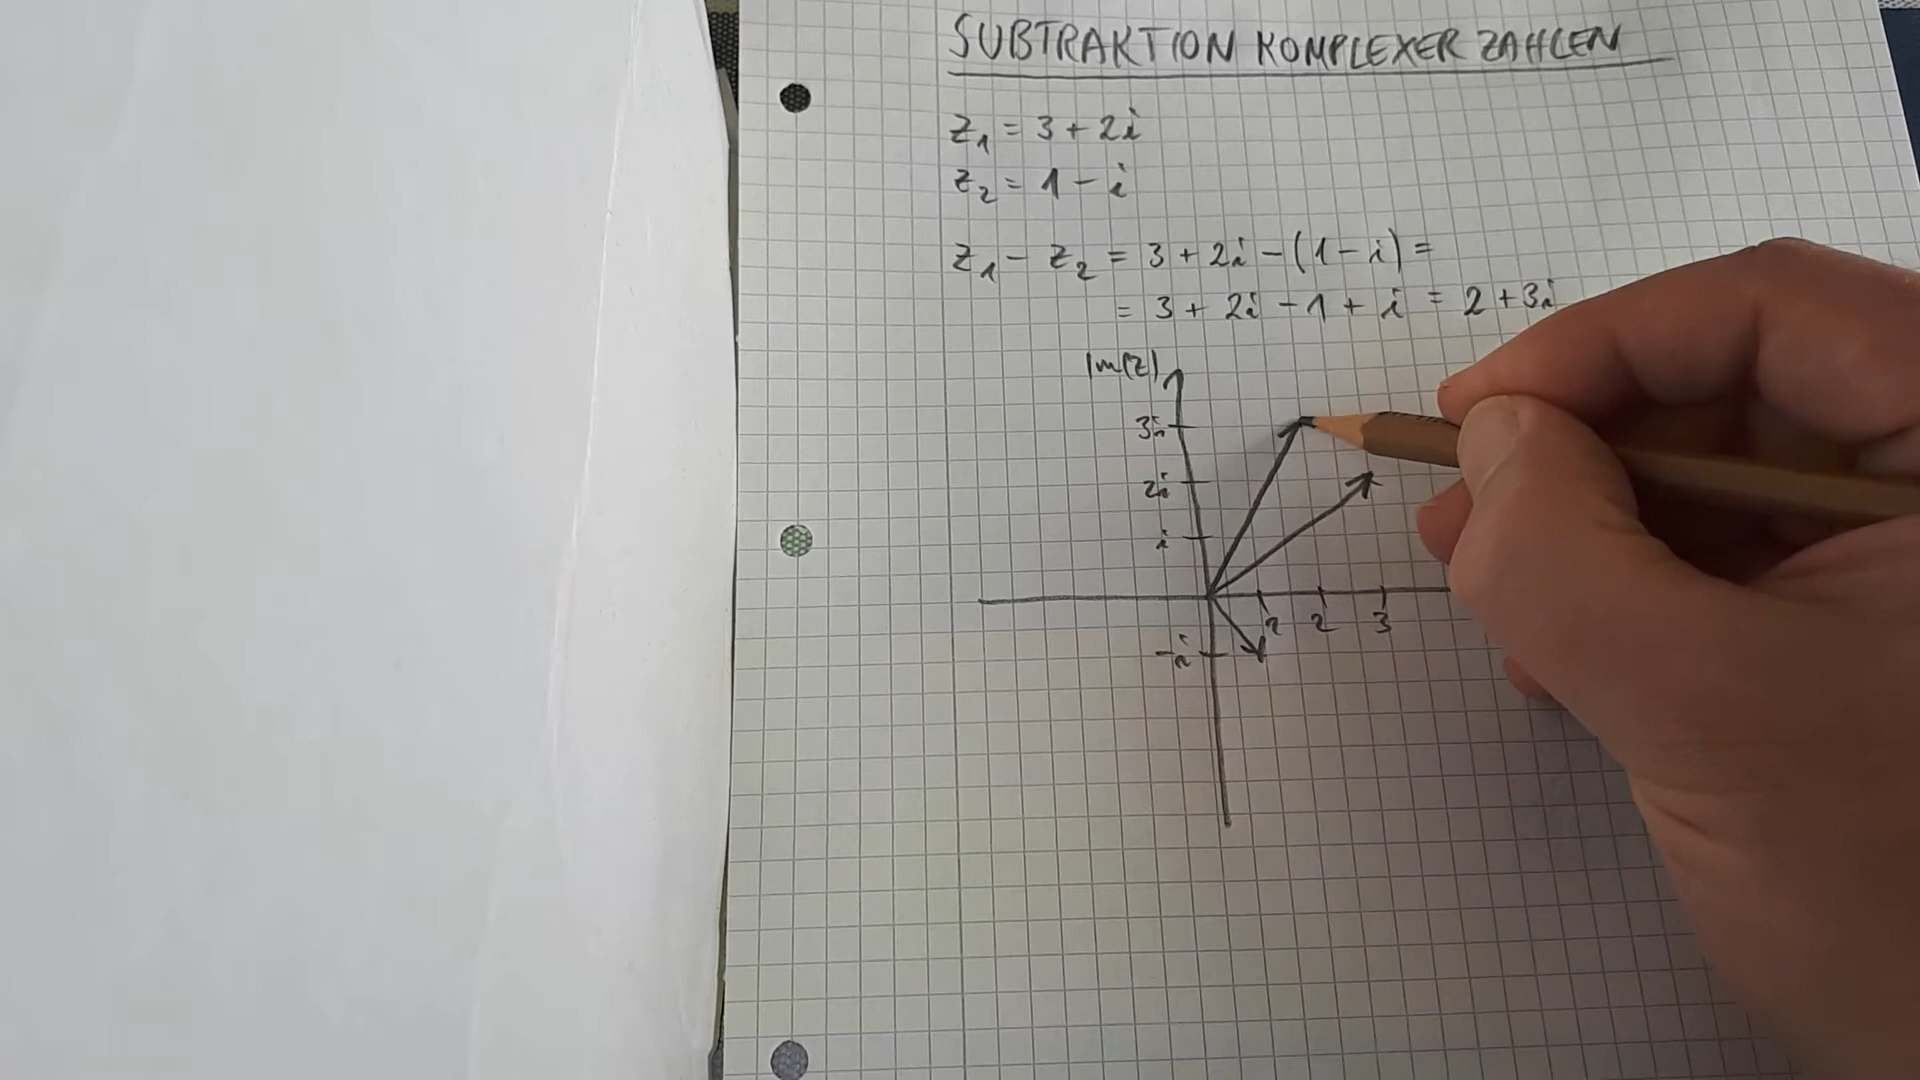 SUBTRAKTION KOMPLEXER ZAHLEN
z₁ = 3 + 2i
z₂ = 1 - i
z₁ - z₂ = 3 + 2i - (1 - i) =
= 3 + 2i - 1 + i = 2 + 3i
Im(z)
3i
2i
i
1 2 3
-i